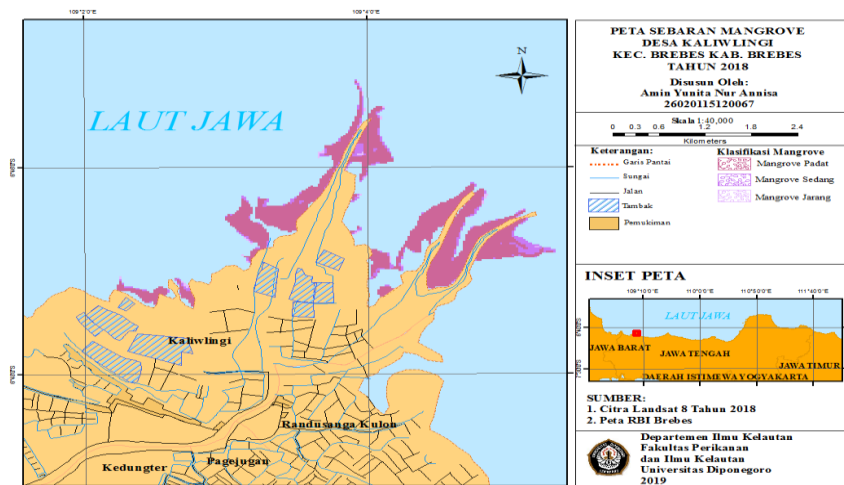 109°2'0"E
109°4'0"E
LAUT JAWA
N
Kaliwlingi
Randusanga Kulon
Pagejugan
Kedungter
PETA SEBARAN MANGROVE
DESA KALIWLINGI
KEC. BREBES KAB. BREBES
TAHUN 2018
Disusun Oleh:
Amin Yunita Nur Annisa
26020115120067
Skala 1:40,000
0 0.3 0.6 1.2 1.8 2.4
Kilometers
Keterangan:
Garis Pantai
Sungai
Jalan
Tambak
Pemukiman
Klasifikasi Mangrove
Mangrove Padat
Mangrove Sedang
Mangrove Jarang
INSET PETA
109°10'0"E 110°0'0"E 110°50'0"E 111°40'0"E
LAUT JAWA
JAWA BARAT
JAWA TENGAH
JAWA TIMUR
DAERAH ISTIMEWA YOGYAKARTA
SUMBER:
1. Citra Landsat 8 Tahun 2018
2. Peta RBI Brebes
Departemen Ilmu Kelautan
Fakultas Perikanan
dan Ilmu Kelautan
Universitas Diponegoro
2019